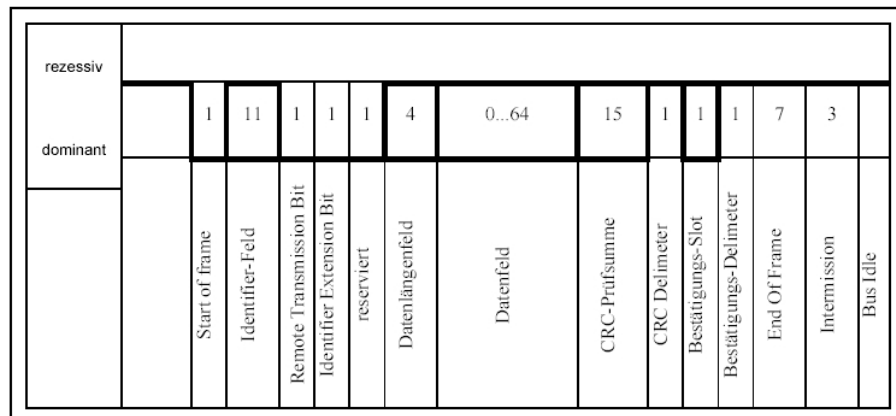 rezessiv
dominant
1 11 1 1 1 4 0...64 15 1 1 1 7 3
Start of frame
Identifier-Feld
Remote Transmission Bit
Identifier Extension Bit
reserviert
Datenlängenfeld
Datenfeld
CRC-Prüfsumme
CRC Delimeter
Bestätigungs-Slot
Bestätigungs-Delimeter
End Of Frame
Intermission
Bus Idle